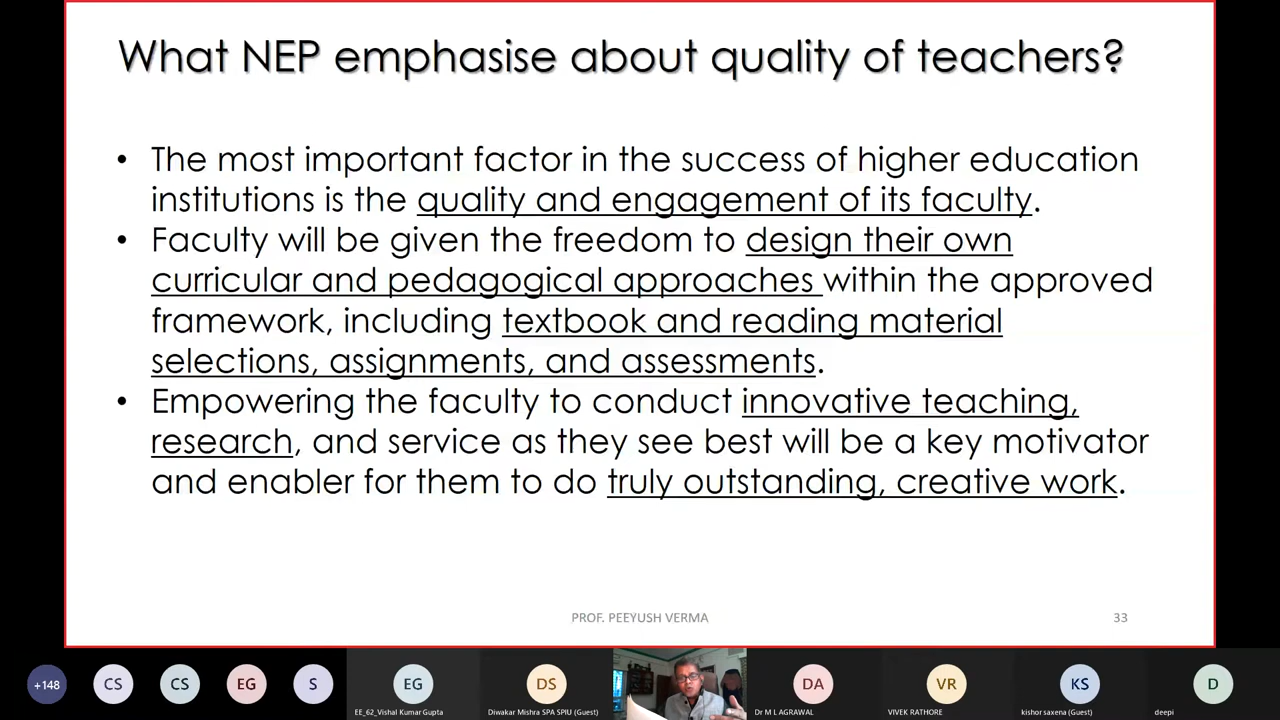 What NEP emphasise about quality of teachers?
• The most important factor in the success of higher education
institutions is the quality and engagement of its faculty.
• Faculty will be given the freedom to design their own
curricular and pedagogical approaches within the approved
framework, including textbook and reading material
selections, assignments, and assessments.
• Empowering the faculty to conduct innovative teaching,
research, and service as they see best will be a key motivator
and enabler for them to do truly outstanding, creative work.
PROF. PEEYUSH VERMA
33
+148
CS
CS
EG
S
EG
DS
DA
VR
KS
D
EE_62_Vishal Kumar Gupta
Diwakar Mishra SPA SPIU (Guest)
Dr M L AGRAWAL
VIVEK RATHORE
kishor saxena (Guest)
deepi